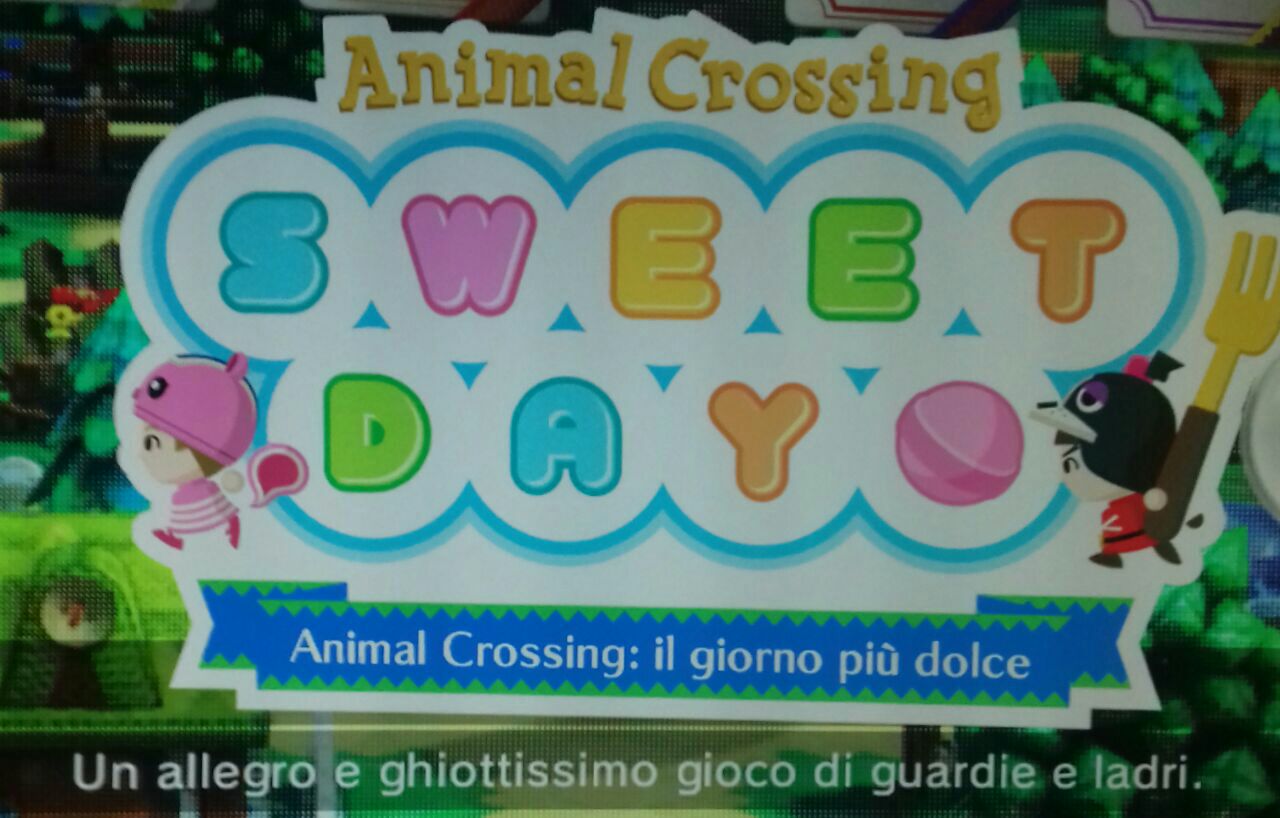 Animal Crossing
SWEET
DAY
Animal Crossing: il giorno più dolce
Un allegro e ghiottissimo gioco di guardie e ladri.